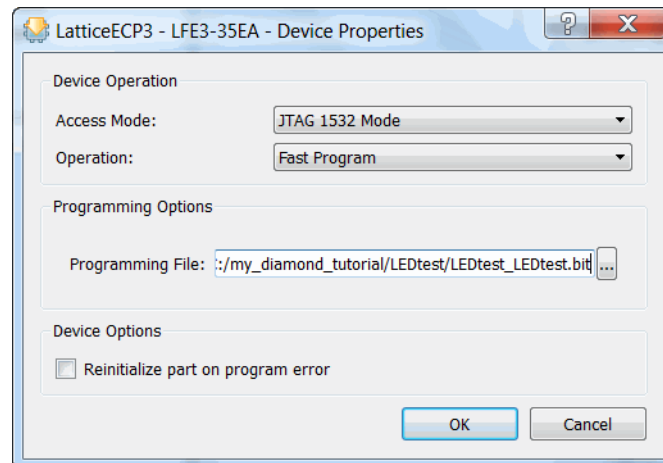 LatticeECP3 - LFE3-35EA - Device Properties
Device Operation
Access Mode: JTAG 1532 Mode
Operation: Fast Program
Programming Options
Programming File: :/my_diamond_tutorial/LEDtest/LEDtest_LEDtest.bit ...
Device Options
Reinitialize part on program error
OK Cancel